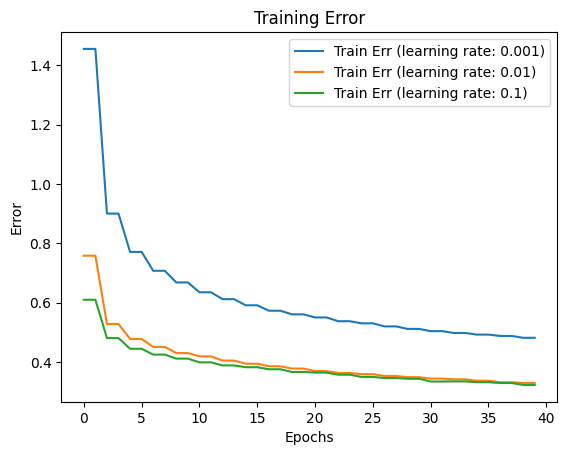 Training Error
Train Err (learning rate: 0.001)
Train Err (learning rate: 0.01)
Train Err (learning rate: 0.1)
Error
1.4
1.2
1.0
0.8
0.6
0.4
0 5 10 15 20 25 30 35 40
Epochs